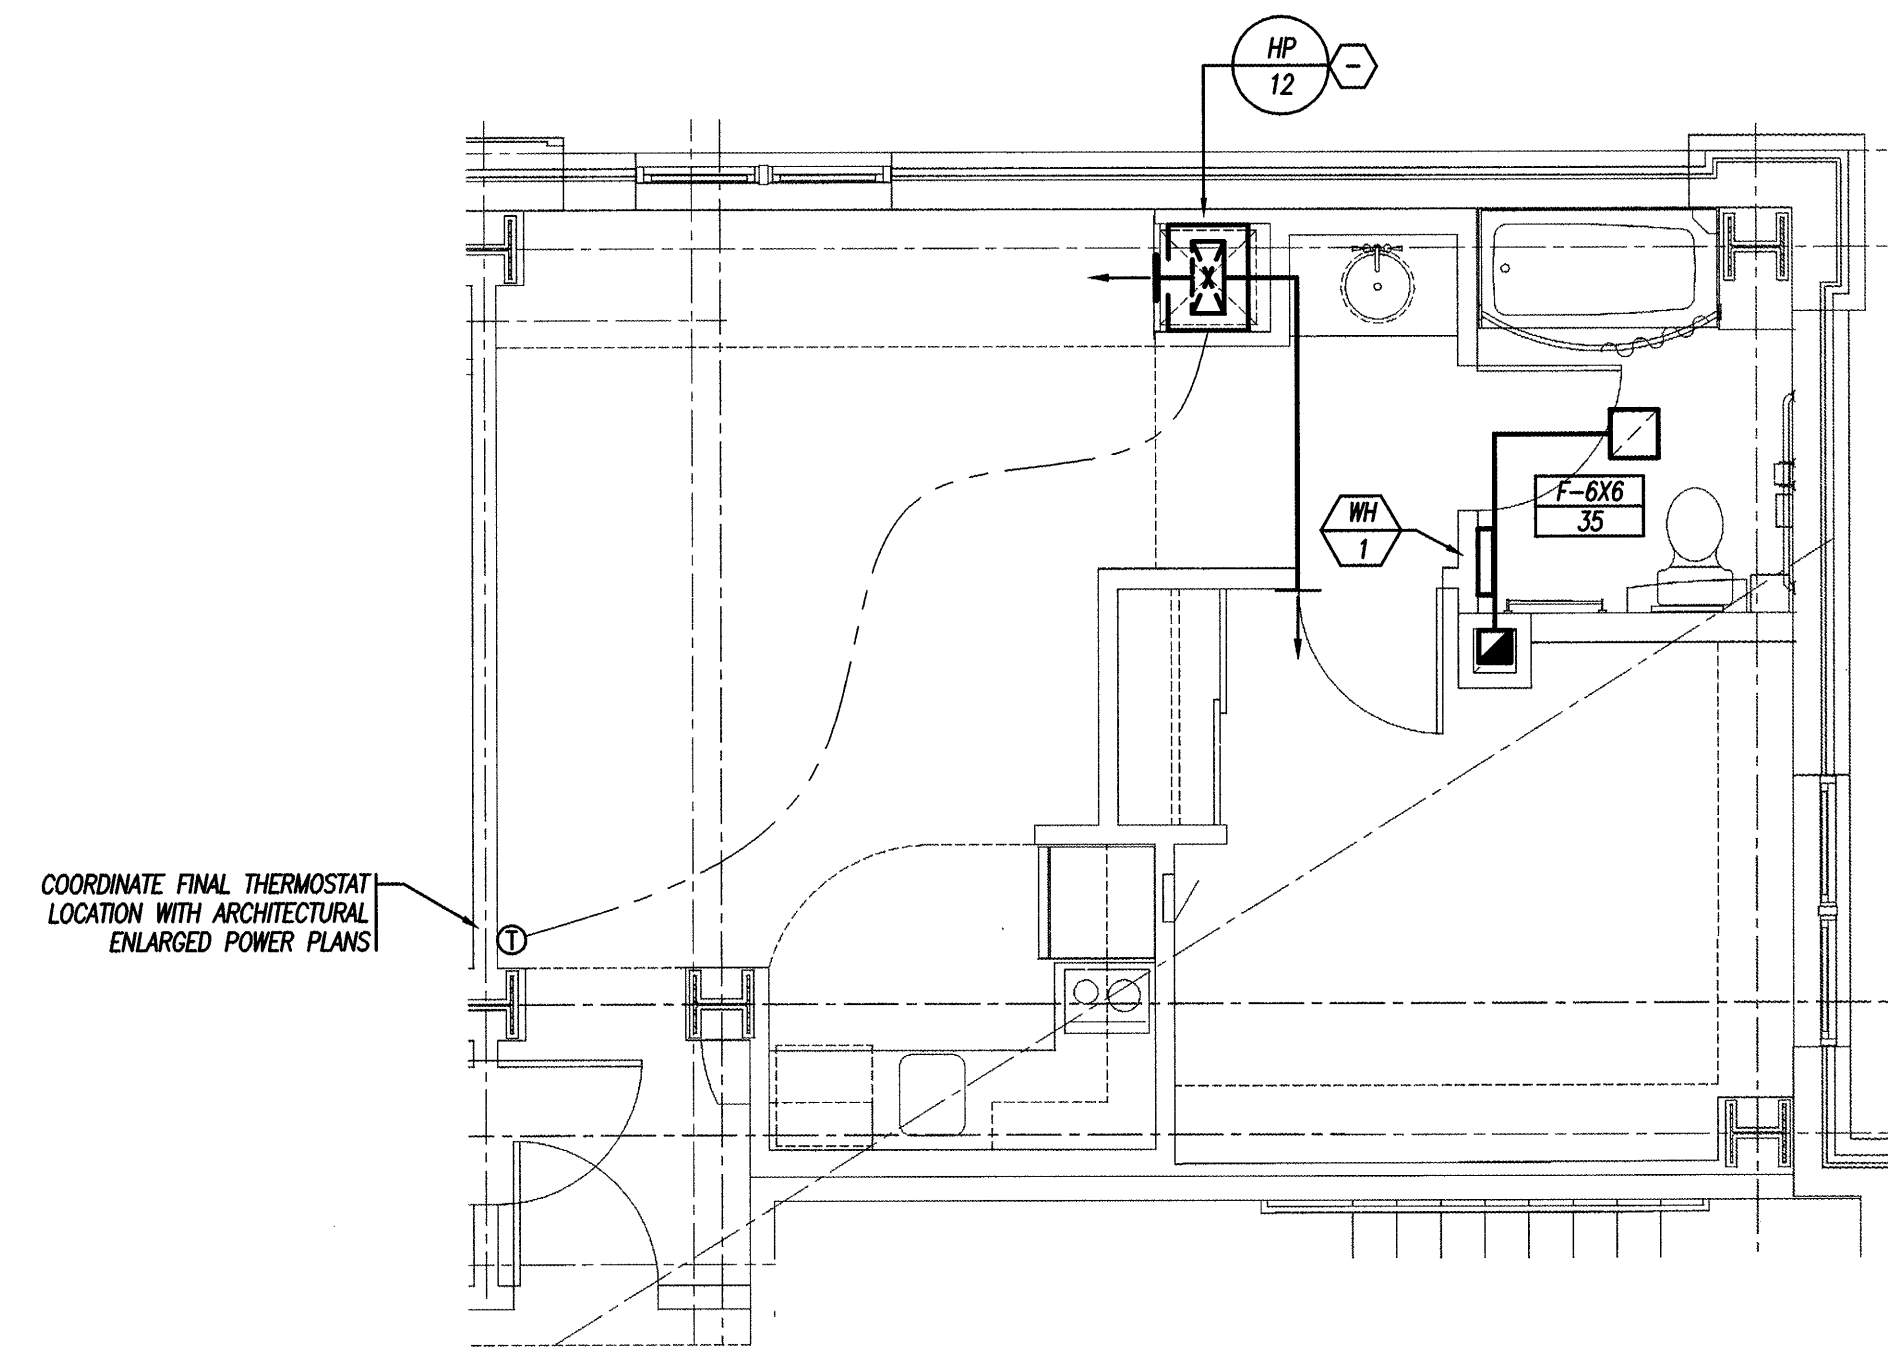 HP
12
-
F-6X6
35
WH
1
COORDINATE FINAL THERMOSTAT
LOCATION WITH ARCHITECTURAL
ENLARGED POWER PLANS
T